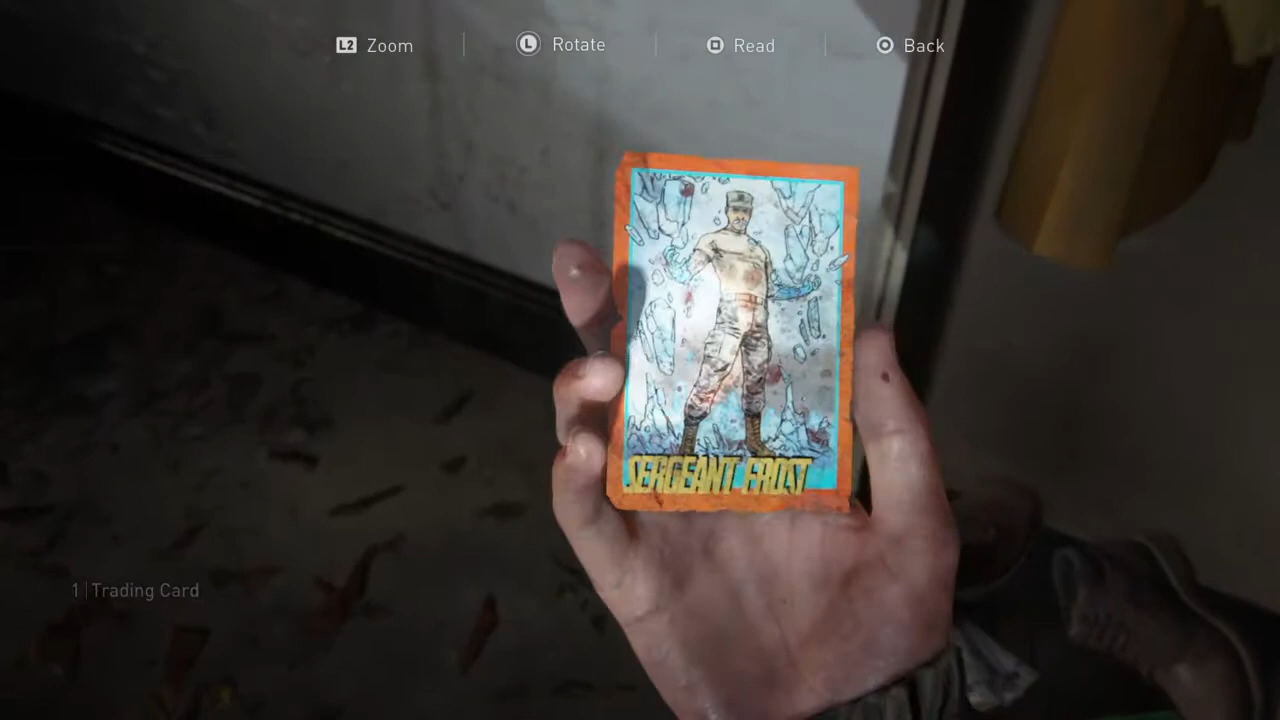 L2 Zoom
L Rotate
Read
Back
SERGEANT FROST
1 Trading Card